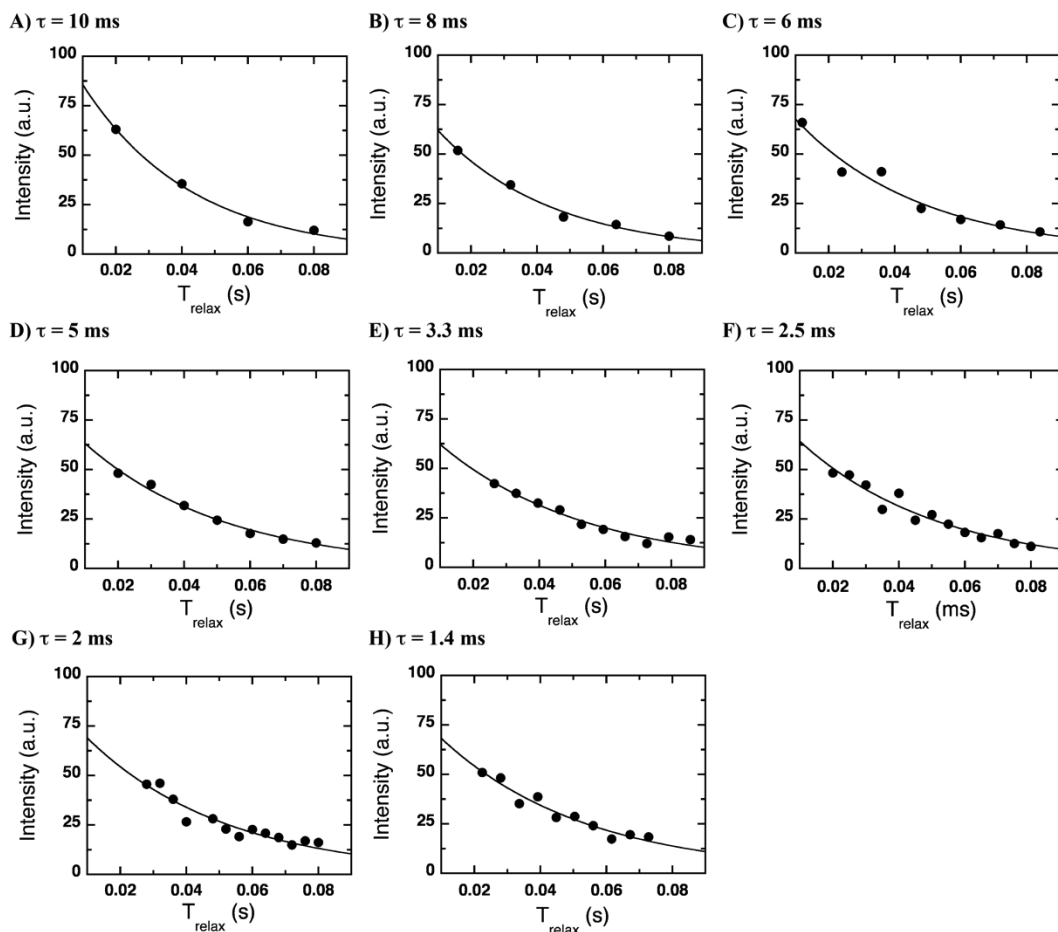 A) τ = 10 ms
B) τ = 8 ms
C) τ = 6 ms
Intensity (a.u.)
100
75
50
25
0
0.02 0.04 0.06 0.08
T relax (s)
Intensity (a.u.)
100
75
50
25
0
0.02 0.04 0.06 0.08
T relax (s)
Intensity (a.u.)
100
75
50
25
0
0.02 0.04 0.06 0.08
T relax (s)
D) τ = 5 ms
E) τ = 3.3 ms
F) τ = 2.5 ms
Intensity (a.u.)
100
75
50
25
0
0.02 0.04 0.06 0.08
T relax (s)
Intensity (a.u.)
100
75
50
25
0
0.02 0.04 0.06 0.08
T relax (s)
Intensity (a.u.)
100
75
50
25
0
0.02 0.04 0.06 0.08
T relax (ms)
G) τ = 2 ms
H) τ = 1.4 ms
Intensity (a.u.)
100
75
50
25
0
0.02 0.04 0.06 0.08
T relax (s)
Intensity (a.u.)
100
75
50
25
0
0.02 0.04 0.06 0.08
T relax (s)